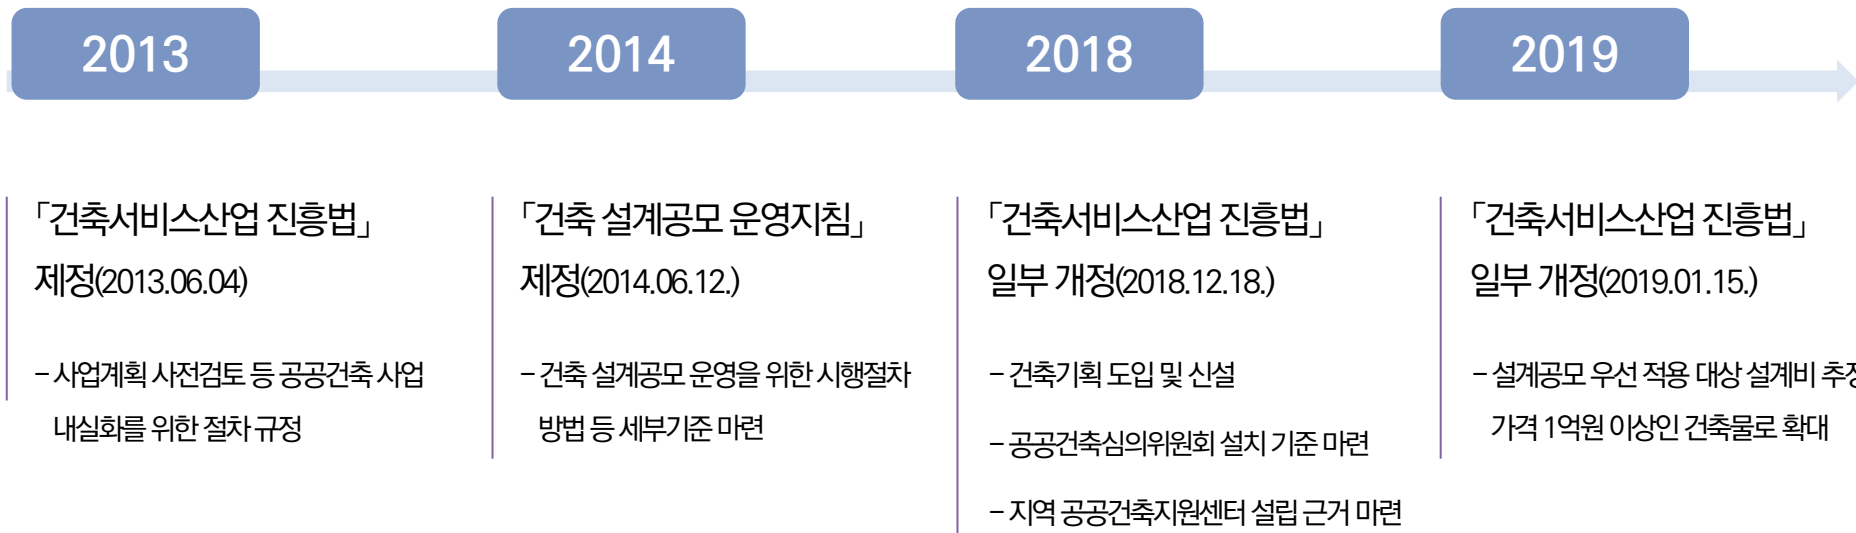 2013
2014
2018
2019
「건축서비스산업 진흥법」
제정(2013.06.04)
- 사업계획 사전검토 등 공공건축 사업
내실화를 위한 절차 규정
「건축 설계공모 운영지침」
제정(2014.06.12.)
- 건축 설계공모 운영을 위한 시행절차
방법 등 세부기준 마련
「건축서비스산업 진흥법」
일부 개정(2018.12.18.)
- 건축기획 도입 및 신설
- 공공건축심의위원회 설치 기준 마련
- 지역 공공건축지원센터 설립 근거 마련
「건축서비스산업 진흥법」
일부 개정(2019.01.15.)
- 설계공모 우선 적용 대상 설계비 추정
가격 1억원 이상인 건축물로 확대